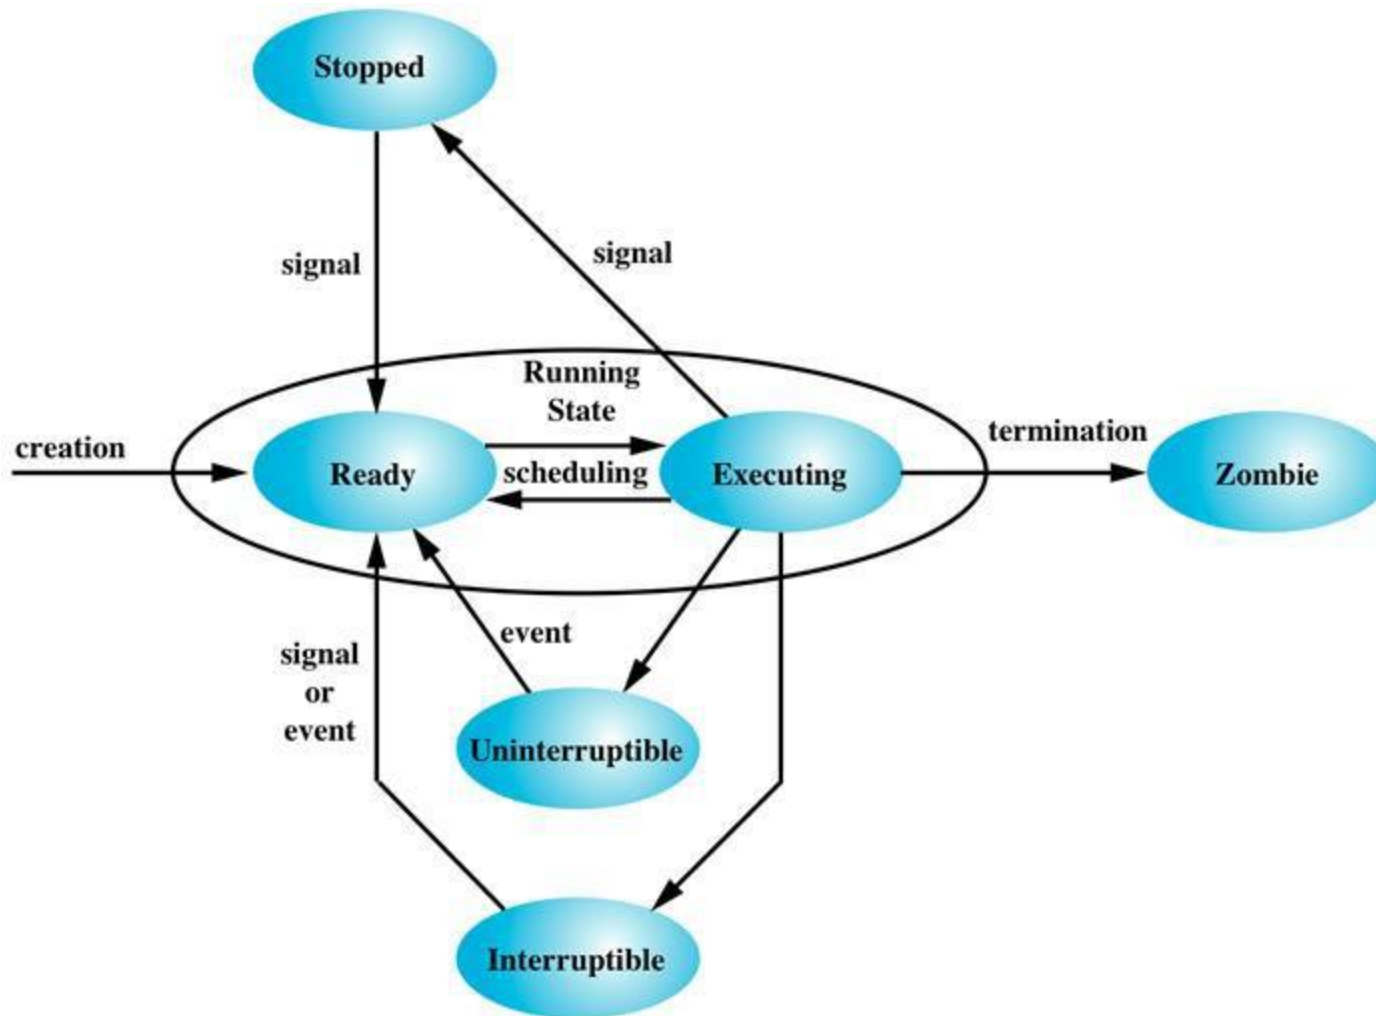 Stopped
signal
signal
Running
State
creation
Ready
scheduling
Executing
termination
Zombie
event
signal
or
event
Uninterruptible
Interruptible